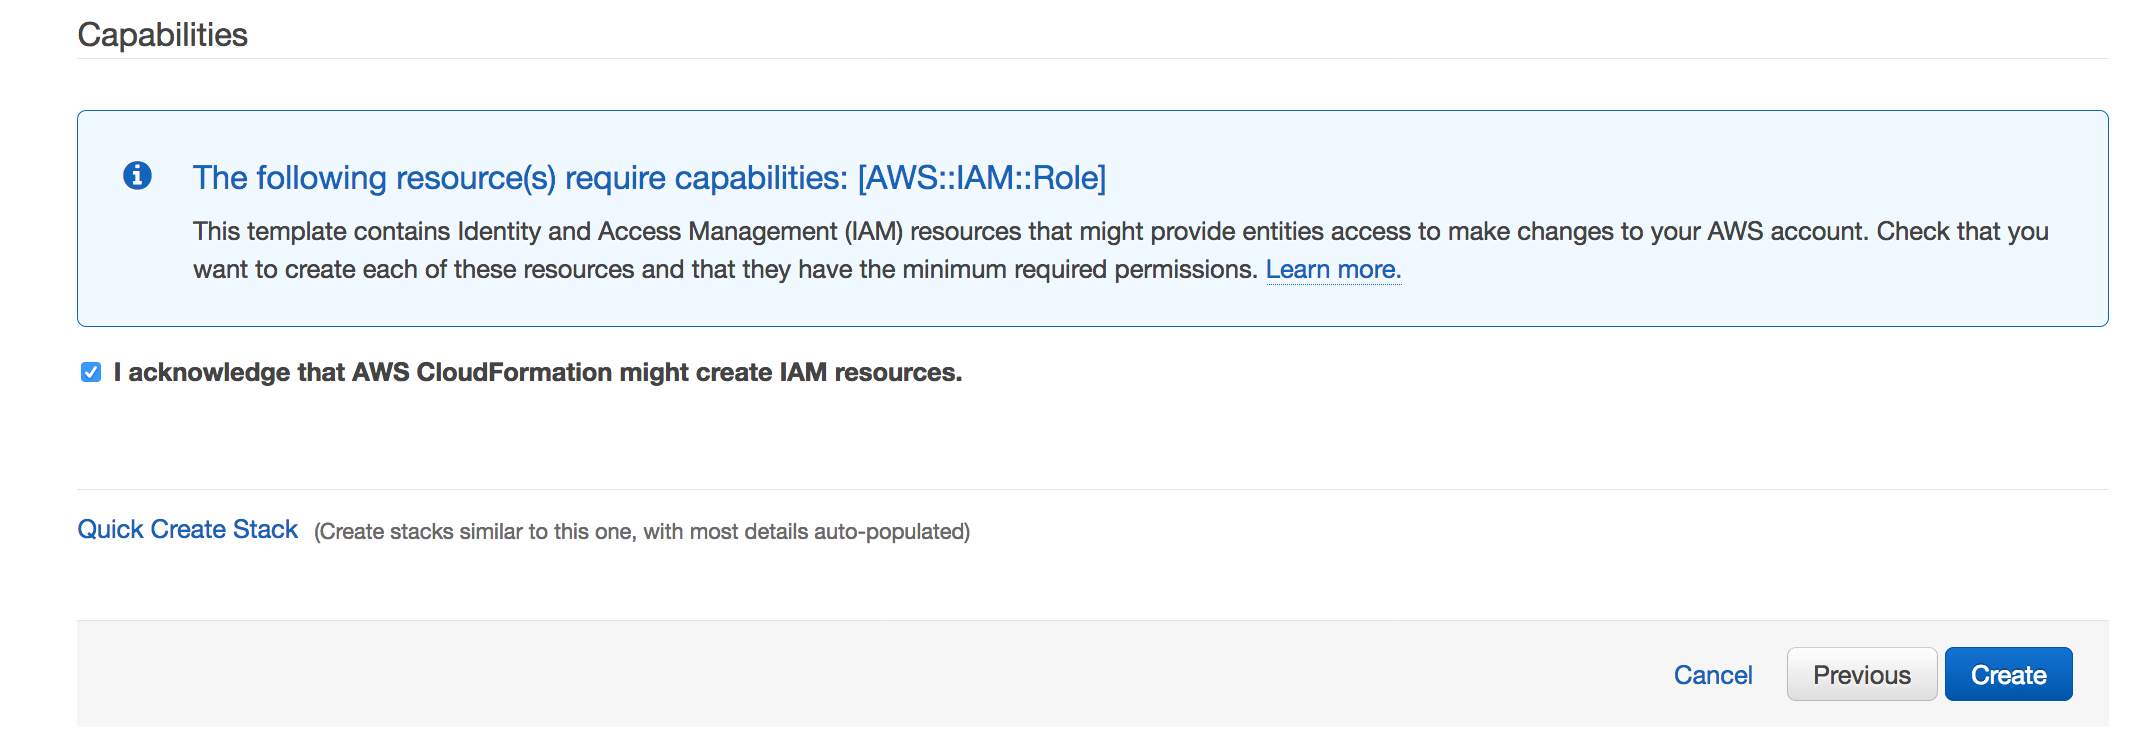 Capabilities
The following resource(s) require capabilities: [AWS::IAM::Role]
This template contains Identity and Access Management (IAM) resources that might provide entities access to make changes to your AWS account. Check that you
want to create each of these resources and that they have the minimum required permissions. Learn more.
I acknowledge that AWS CloudFormation might create IAM resources.
Quick Create Stack (Create stacks similar to this one, with most details auto-populated)
Cancel Previous Create